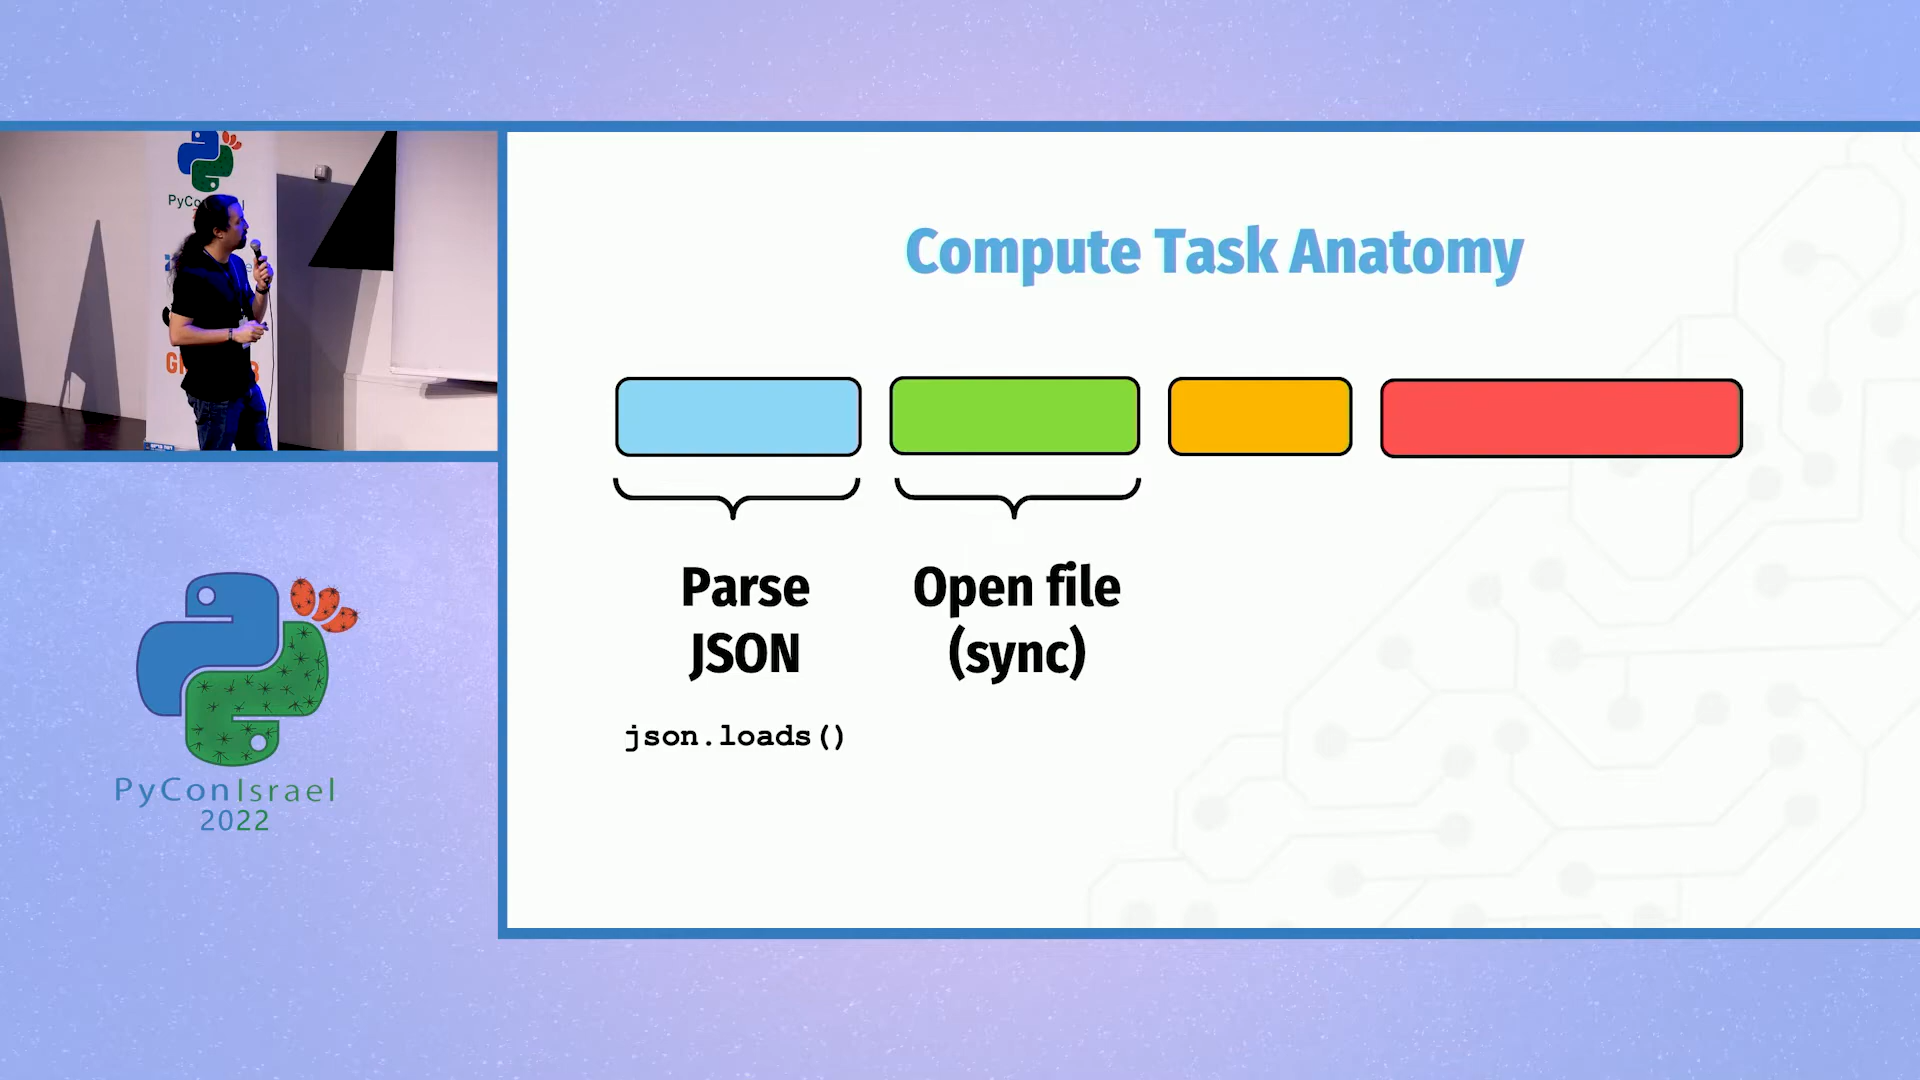 Compute Task Anatomy
Parse
JSON
Open file
(sync)
json.loads()
PyConIsrael
2022